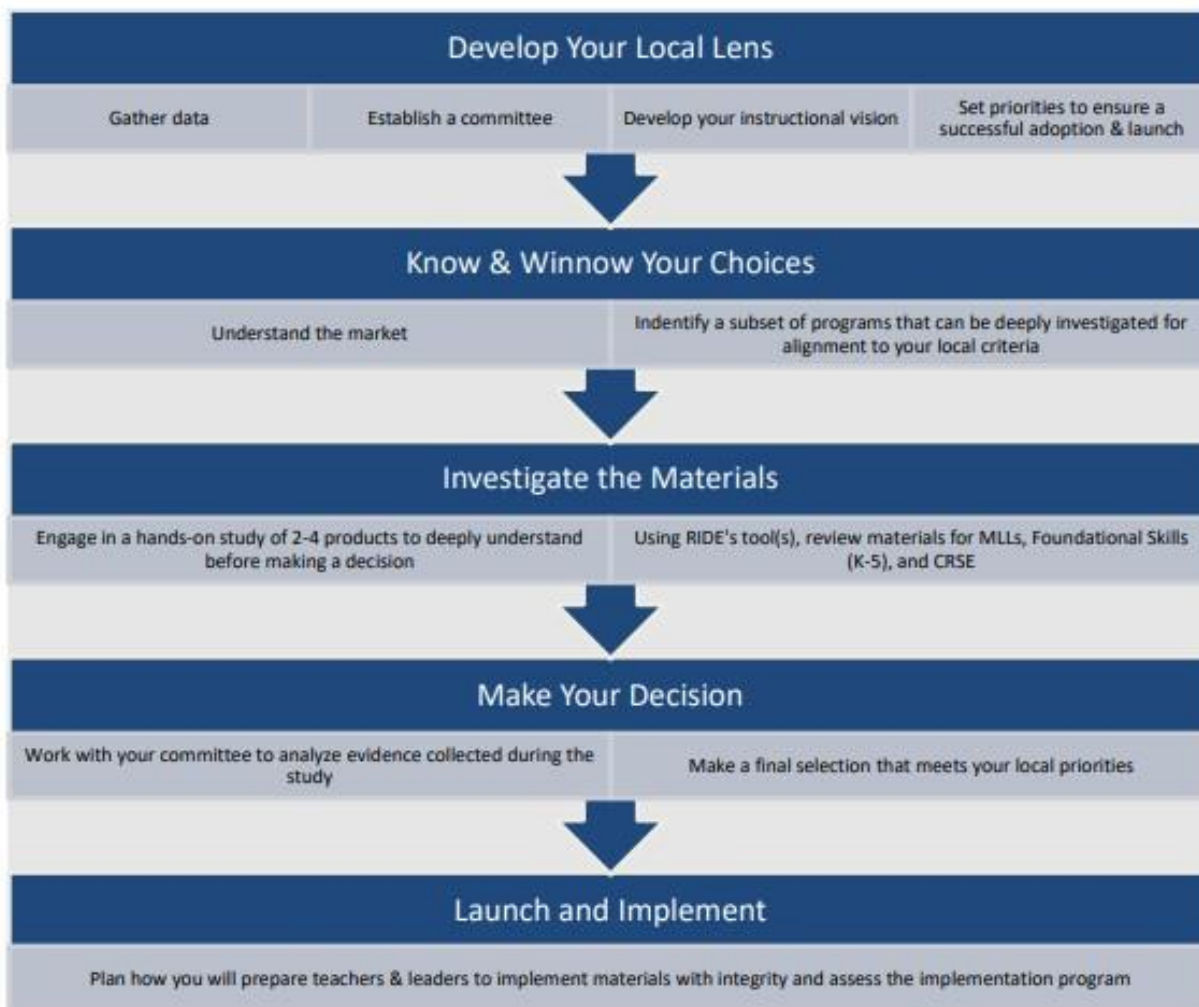 Develop Your Local Lens
Gather data
Establish a committee
Develop your instructional vision
Set priorities to ensure a
successful adoption & launch
Know & Winnow Your Choices
Understand the market
Indentify a subset of programs that can be deeply investigated for
alignment to your local criteria
Investigate the Materials
Engage in a hands-on study of 2-4 products to deeply understand
before making a decision
Using RIDE's tool(s), review materials for MLLs, Foundational Skills
(K-5), and CRSE
Make Your Decision
Work with your committee to analyze evidence collected during the
study
Make a final selection that meets your local priorities
Launch and Implement
Plan how you will prepare teachers & leaders to implement materials with integrity and assess the implementation program